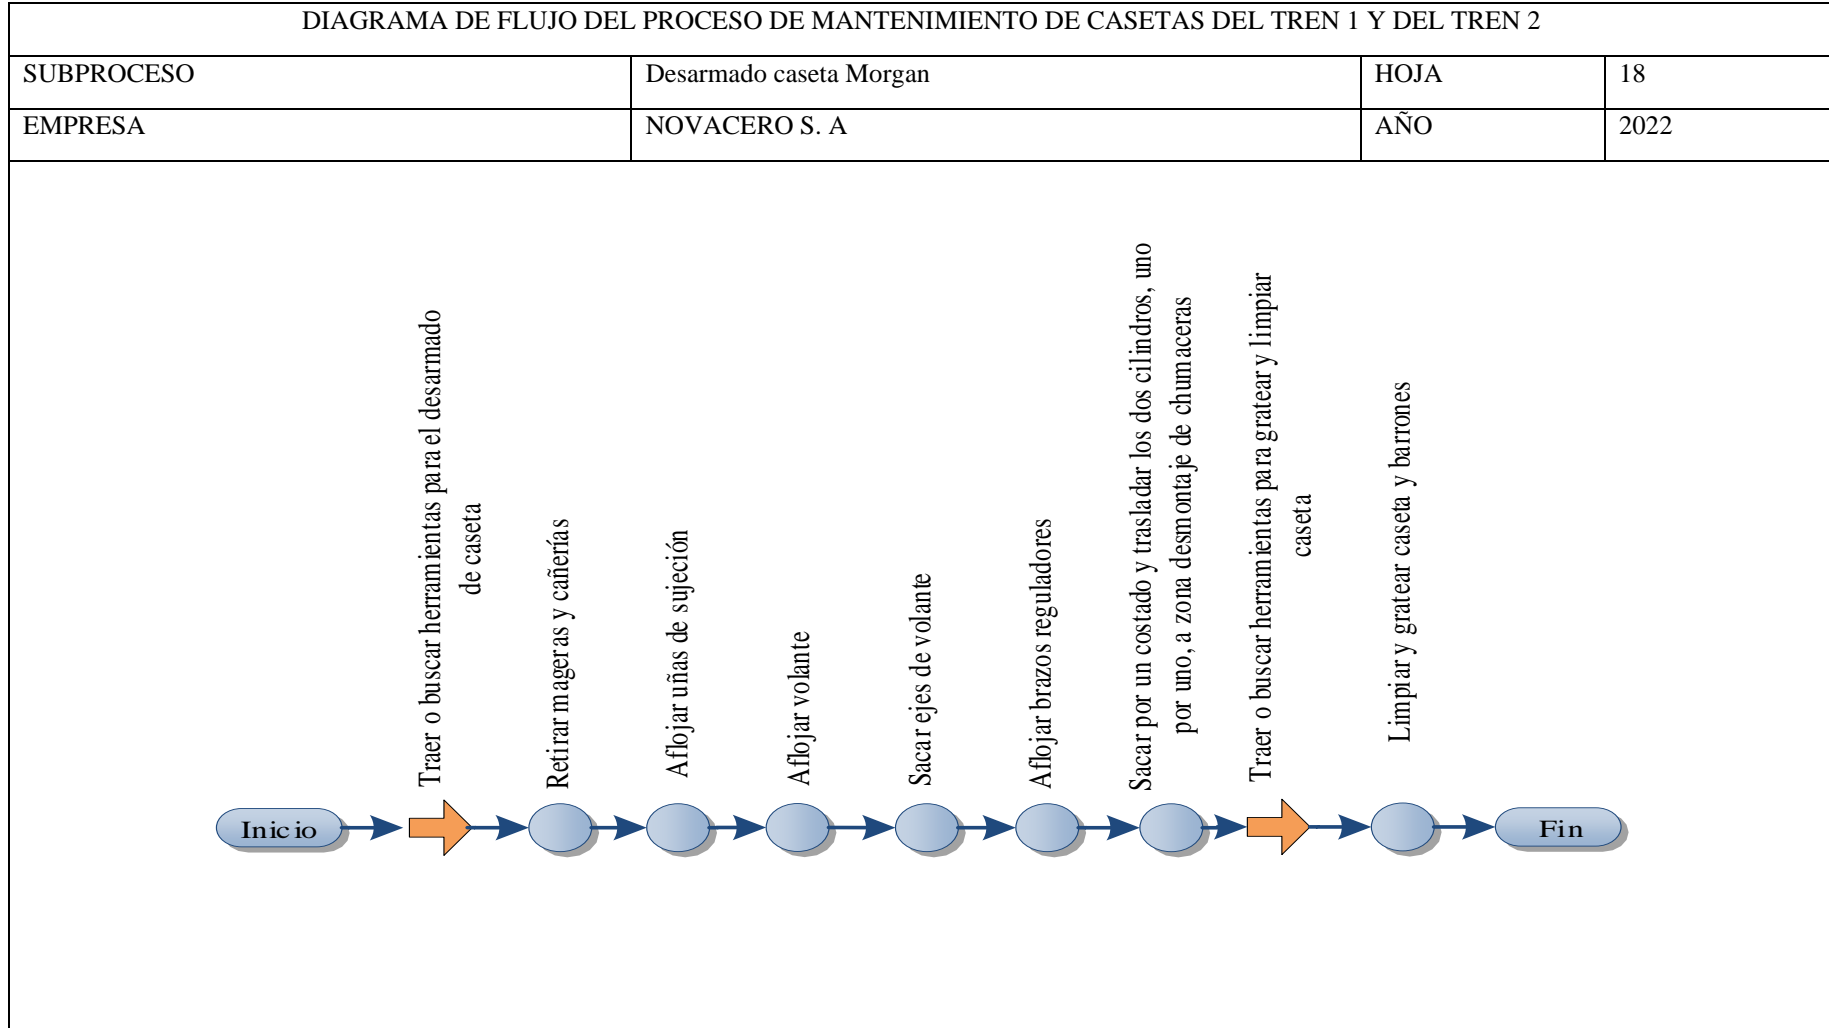 DIAGRAMA DE FLUJO DEL PROCESO DE MANTENIMIENTO DE CASETAS DEL TREN 1 Y DEL TREN 2
SUBPROCESO
Desarmado caseta Morgan
HOJA
18
EMPRESA
NOVACERO S. A
AÑO
2022
Inicio
Traer o buscar herramientas para el desarmado
de caseta
Retirar mageras y cañerías
Aflojar uñas de sujeción
Aflojar volante
Sacar ejes de volante
Aflojar brazos reguladores
Sacar por un costado y trasladar los dos cilindros, uno
por uno, a zona desmontaje de chumaceras
Traer o buscar herramientas para gratear y limpiar
caseta
Limpiar y gratear caseta y barrones
Fin